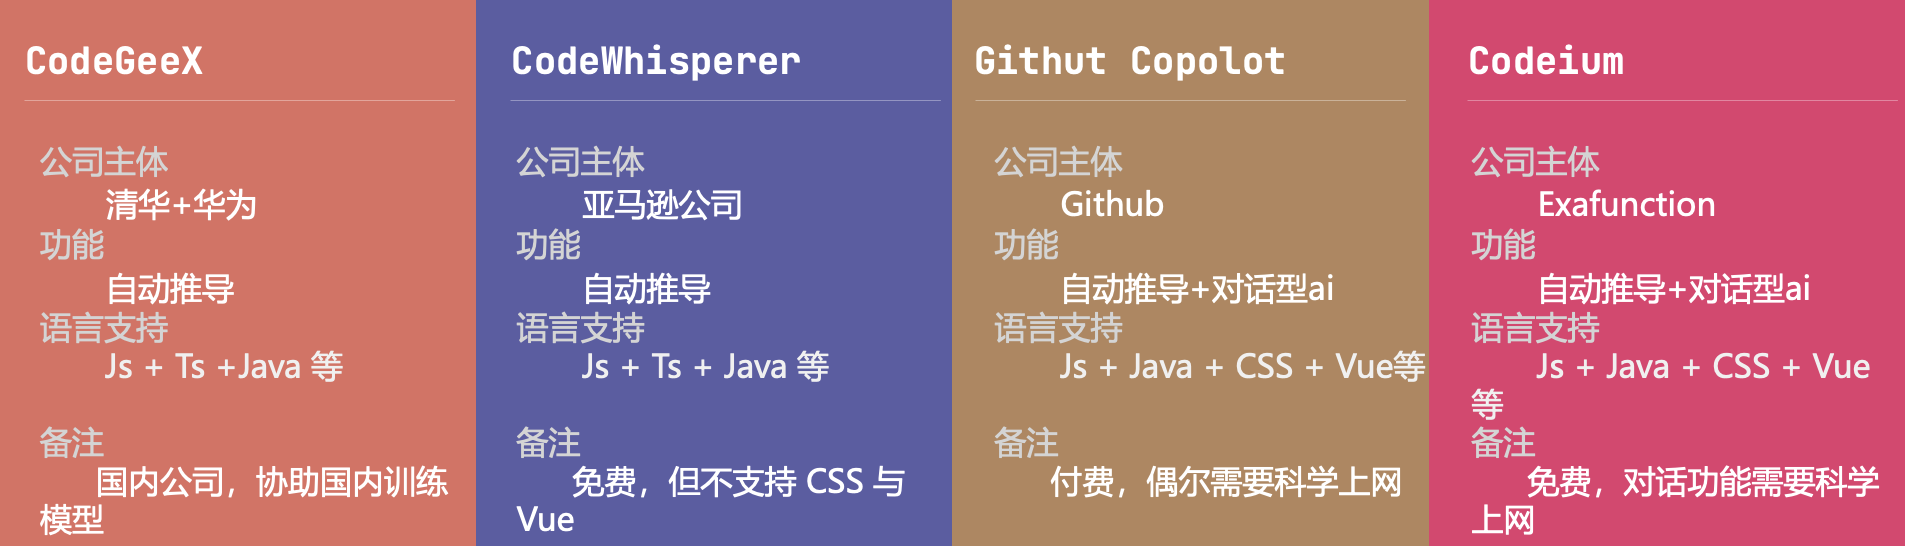 CodeGeeX
公司主体
清华+华为
功能
自动推导
语言支持
Js + Ts +Java 等
备注
国内公司，协助国内训练
模型
CodeWhisperer
公司主体
亚马逊公司
功能
自动推导
语言支持
Js + Ts + Java 等
备注
免费，但不支持 CSS 与
Vue
Githut Copolot
公司主体
Github
功能
自动推导+对话型ai
语言支持
Js + Java + CSS + Vue等
备注
付费，偶尔需要科学上网
Codeium
公司主体
Exafunction
功能
自动推导+对话型ai
语言支持
Js + Java + CSS + Vue
等
备注
免费，对话功能需要科学
上网